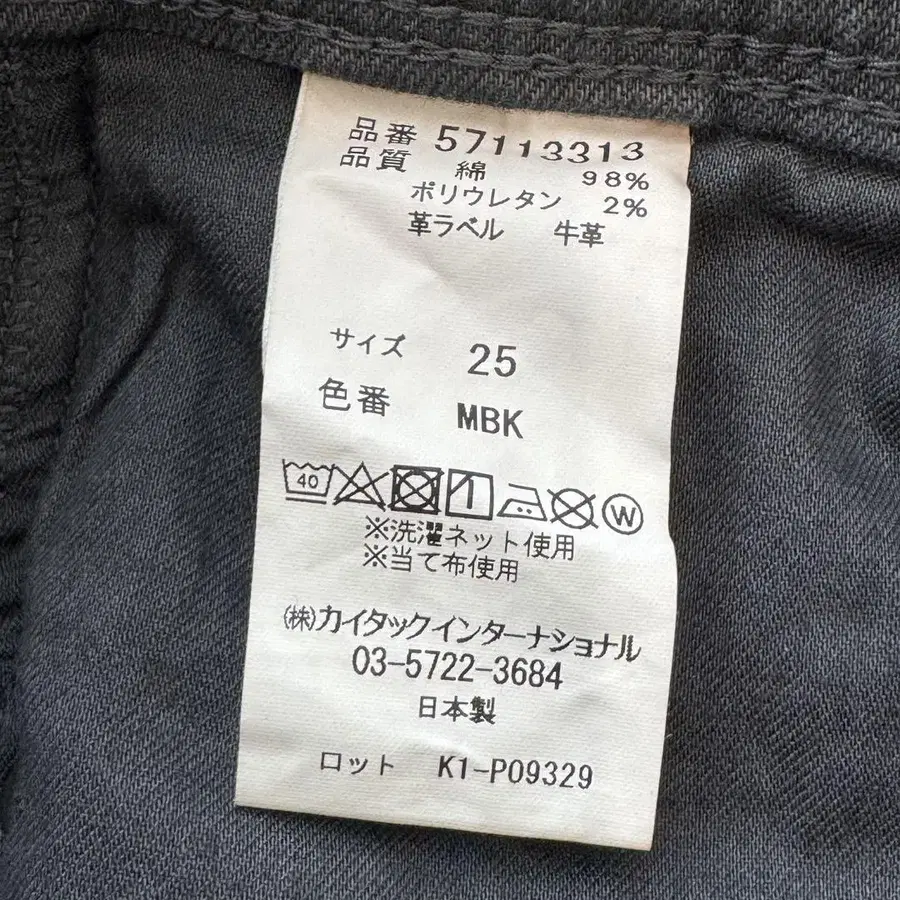 品番 57113313
品質 綿 98%
ポリウレタン 2%
革ラベル 牛革
サイズ 25
色番 MBK
40 W
※洗濯ネット使用
※当て布使用
(株)カイタックインターナショナル
03-5722-3684
日本製
ロット K1-P09329